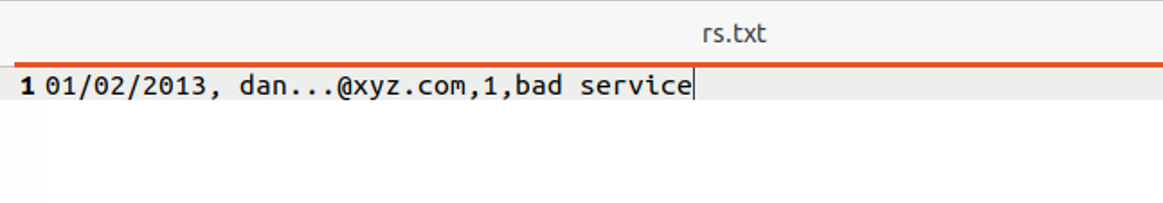 rs.txt
1 01/02/2013, dan...@xyz.com,1,bad service